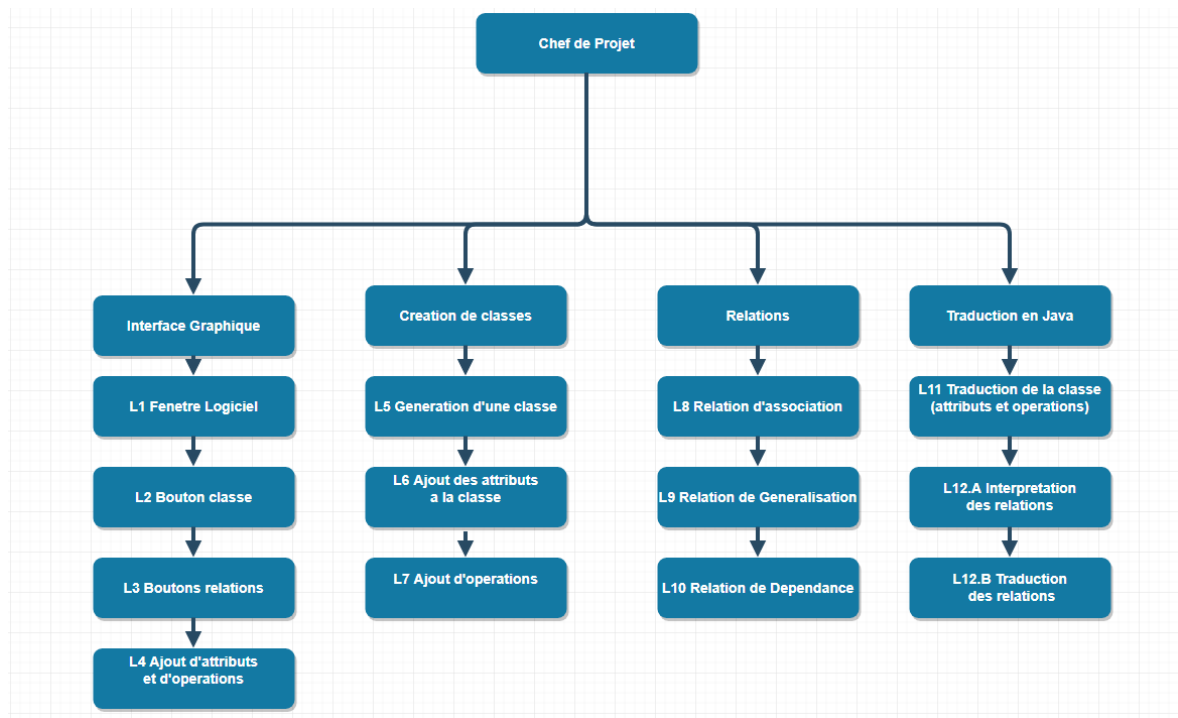 Chef de Projet
Interface Graphique
L1 Fenetre Logiciel
L2 Bouton classe
L3 Boutons relations
L4 Ajout d'attributs
et d'operations
Creation de classes
L5 Generation d'une classe
L6 Ajout des attributs
a la classe
L7 Ajout d'operations
Relations
L8 Relation d'association
L9 Relation de Generalisation
L10 Relation de Dependance
Traduction en Java
L11 Traduction de la classe
(attributs et operations)
L12.A Interpretation
des relations
L12.B Traduction
des relations